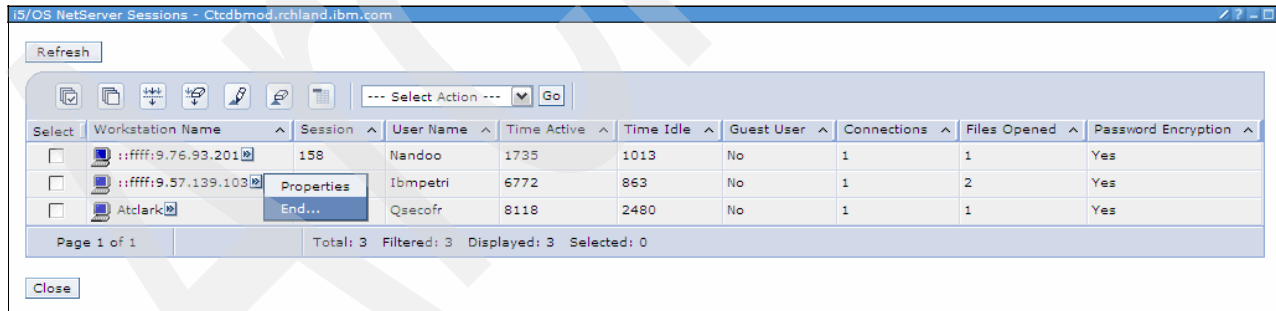 i5/OS NetServer Sessions - Ctcdbmod.rchland.ibm.com
Refresh
--- Select Action --- Go
Select Workstation Name Session User Name Time Active Time Idle Guest User Connections Files Opened Password Encryption
::ffff:9.76.93.201 158 Nandoo 1735 1013 No 1 1 Yes
::ffff:9.57.139.103 Ibmpetri 6772 863 No 1 2 Yes
Properties
End...
Atclark Qsecofr 8118 2480 No 1 1 Yes
Page 1 of 1 Total: 3 Filtered: 3 Displayed: 3 Selected: 0
Close